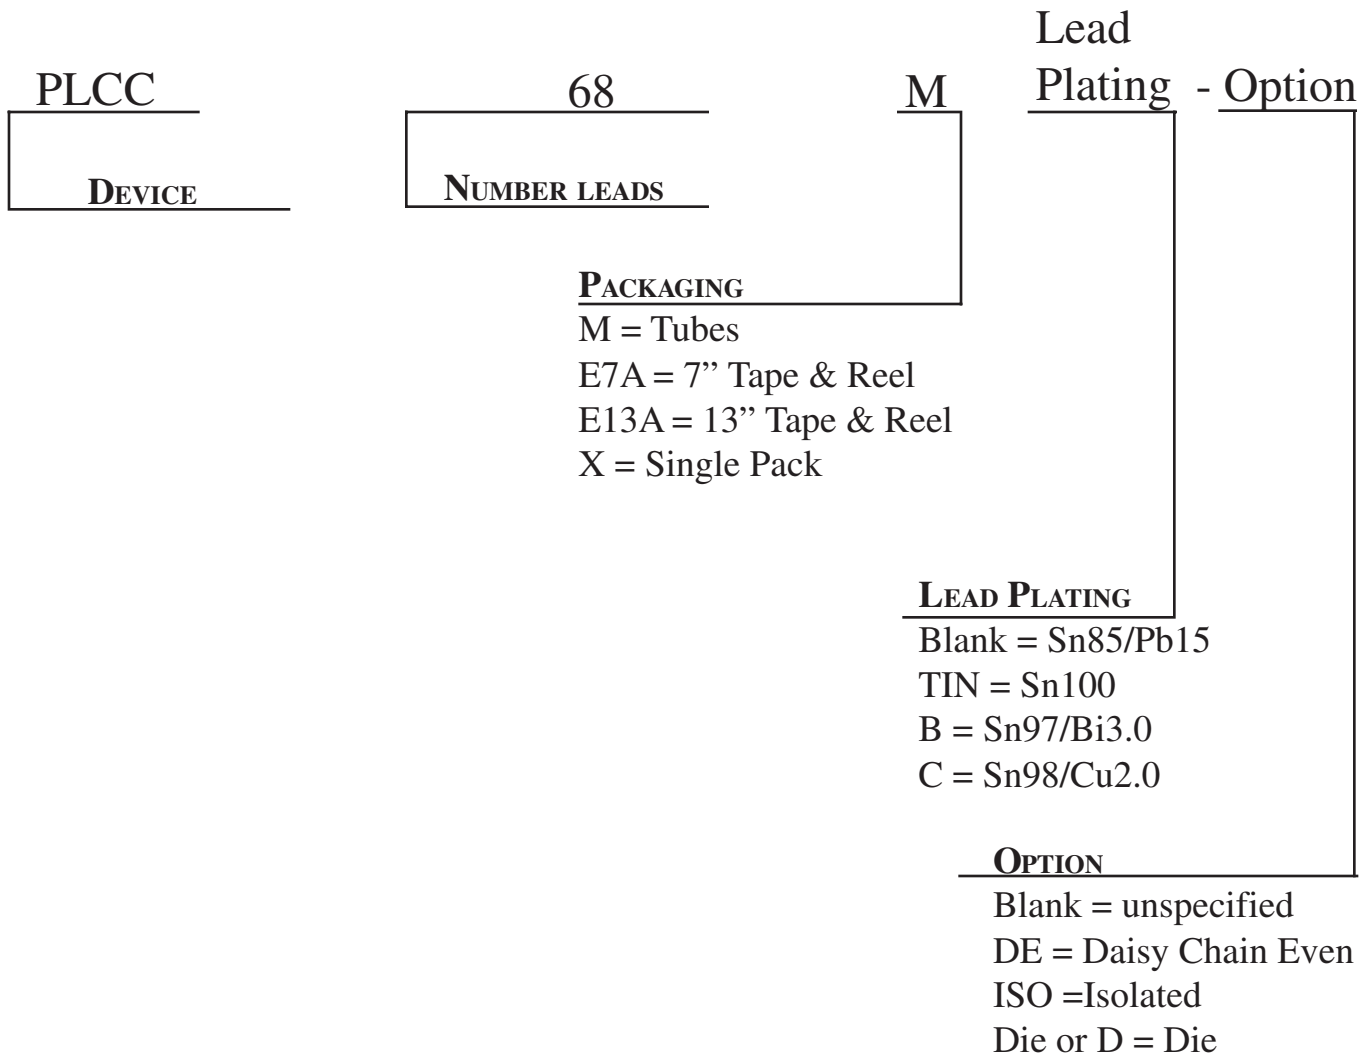 Lead
PLCC 68 M Plating - Option
DEVICE NUMBER LEADS
PACKAGING
M = Tubes
E7A = 7” Tape & Reel
E13A = 13” Tape & Reel
X = Single Pack
LEAD PLATING
Blank = Sn85/Pb15
TIN = Sn100
B = Sn97/Bi3.0
C = Sn98/Cu2.0
OPTION
Blank = unspecified
DE = Daisy Chain Even
ISO =Isolated
Die or D = Die